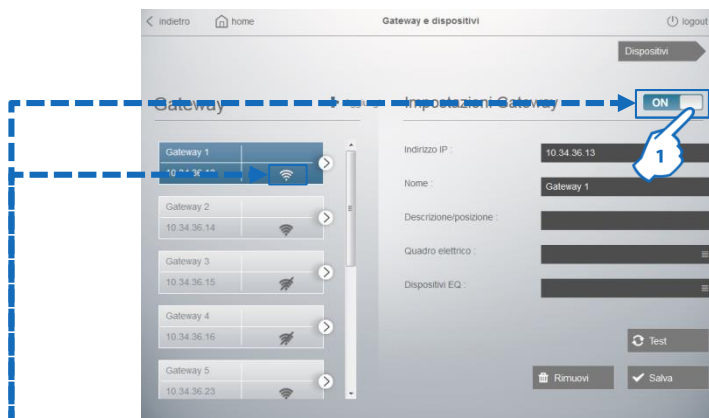 indietro home Gateway e dispositivi logout
Dispositivi
Gateway Impostazioni Gateway ON
Gateway 1
Indirizzo IP : 10.34.36.13
1
Nome : Gateway 1
Gateway 2
10.34.36.14
Descrizione/posizione :
Quadro elettrico :
Gateway 3
10.34.36.15
Dispositivi EQ :
Gateway 4
10.34.36.16
Test
Gateway 5
10.34.36.23
Rimuovi Salva